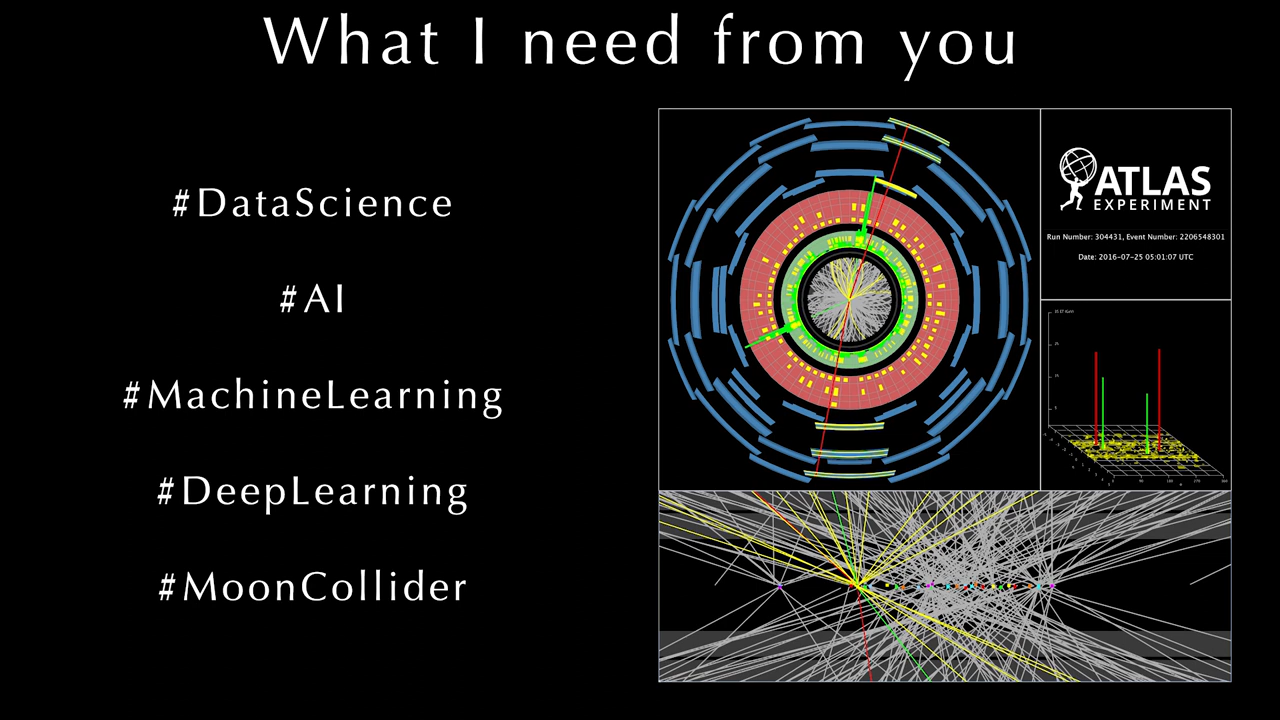 What I need from you
#DataScience
#AI
#MachineLearning
#DeepLearning
#MoonCollider
ATLAS
EXPERIMENT
Run Number: 304431, Event Number: 2206548301
Date: 2016-07-25 05:01:07 UTC